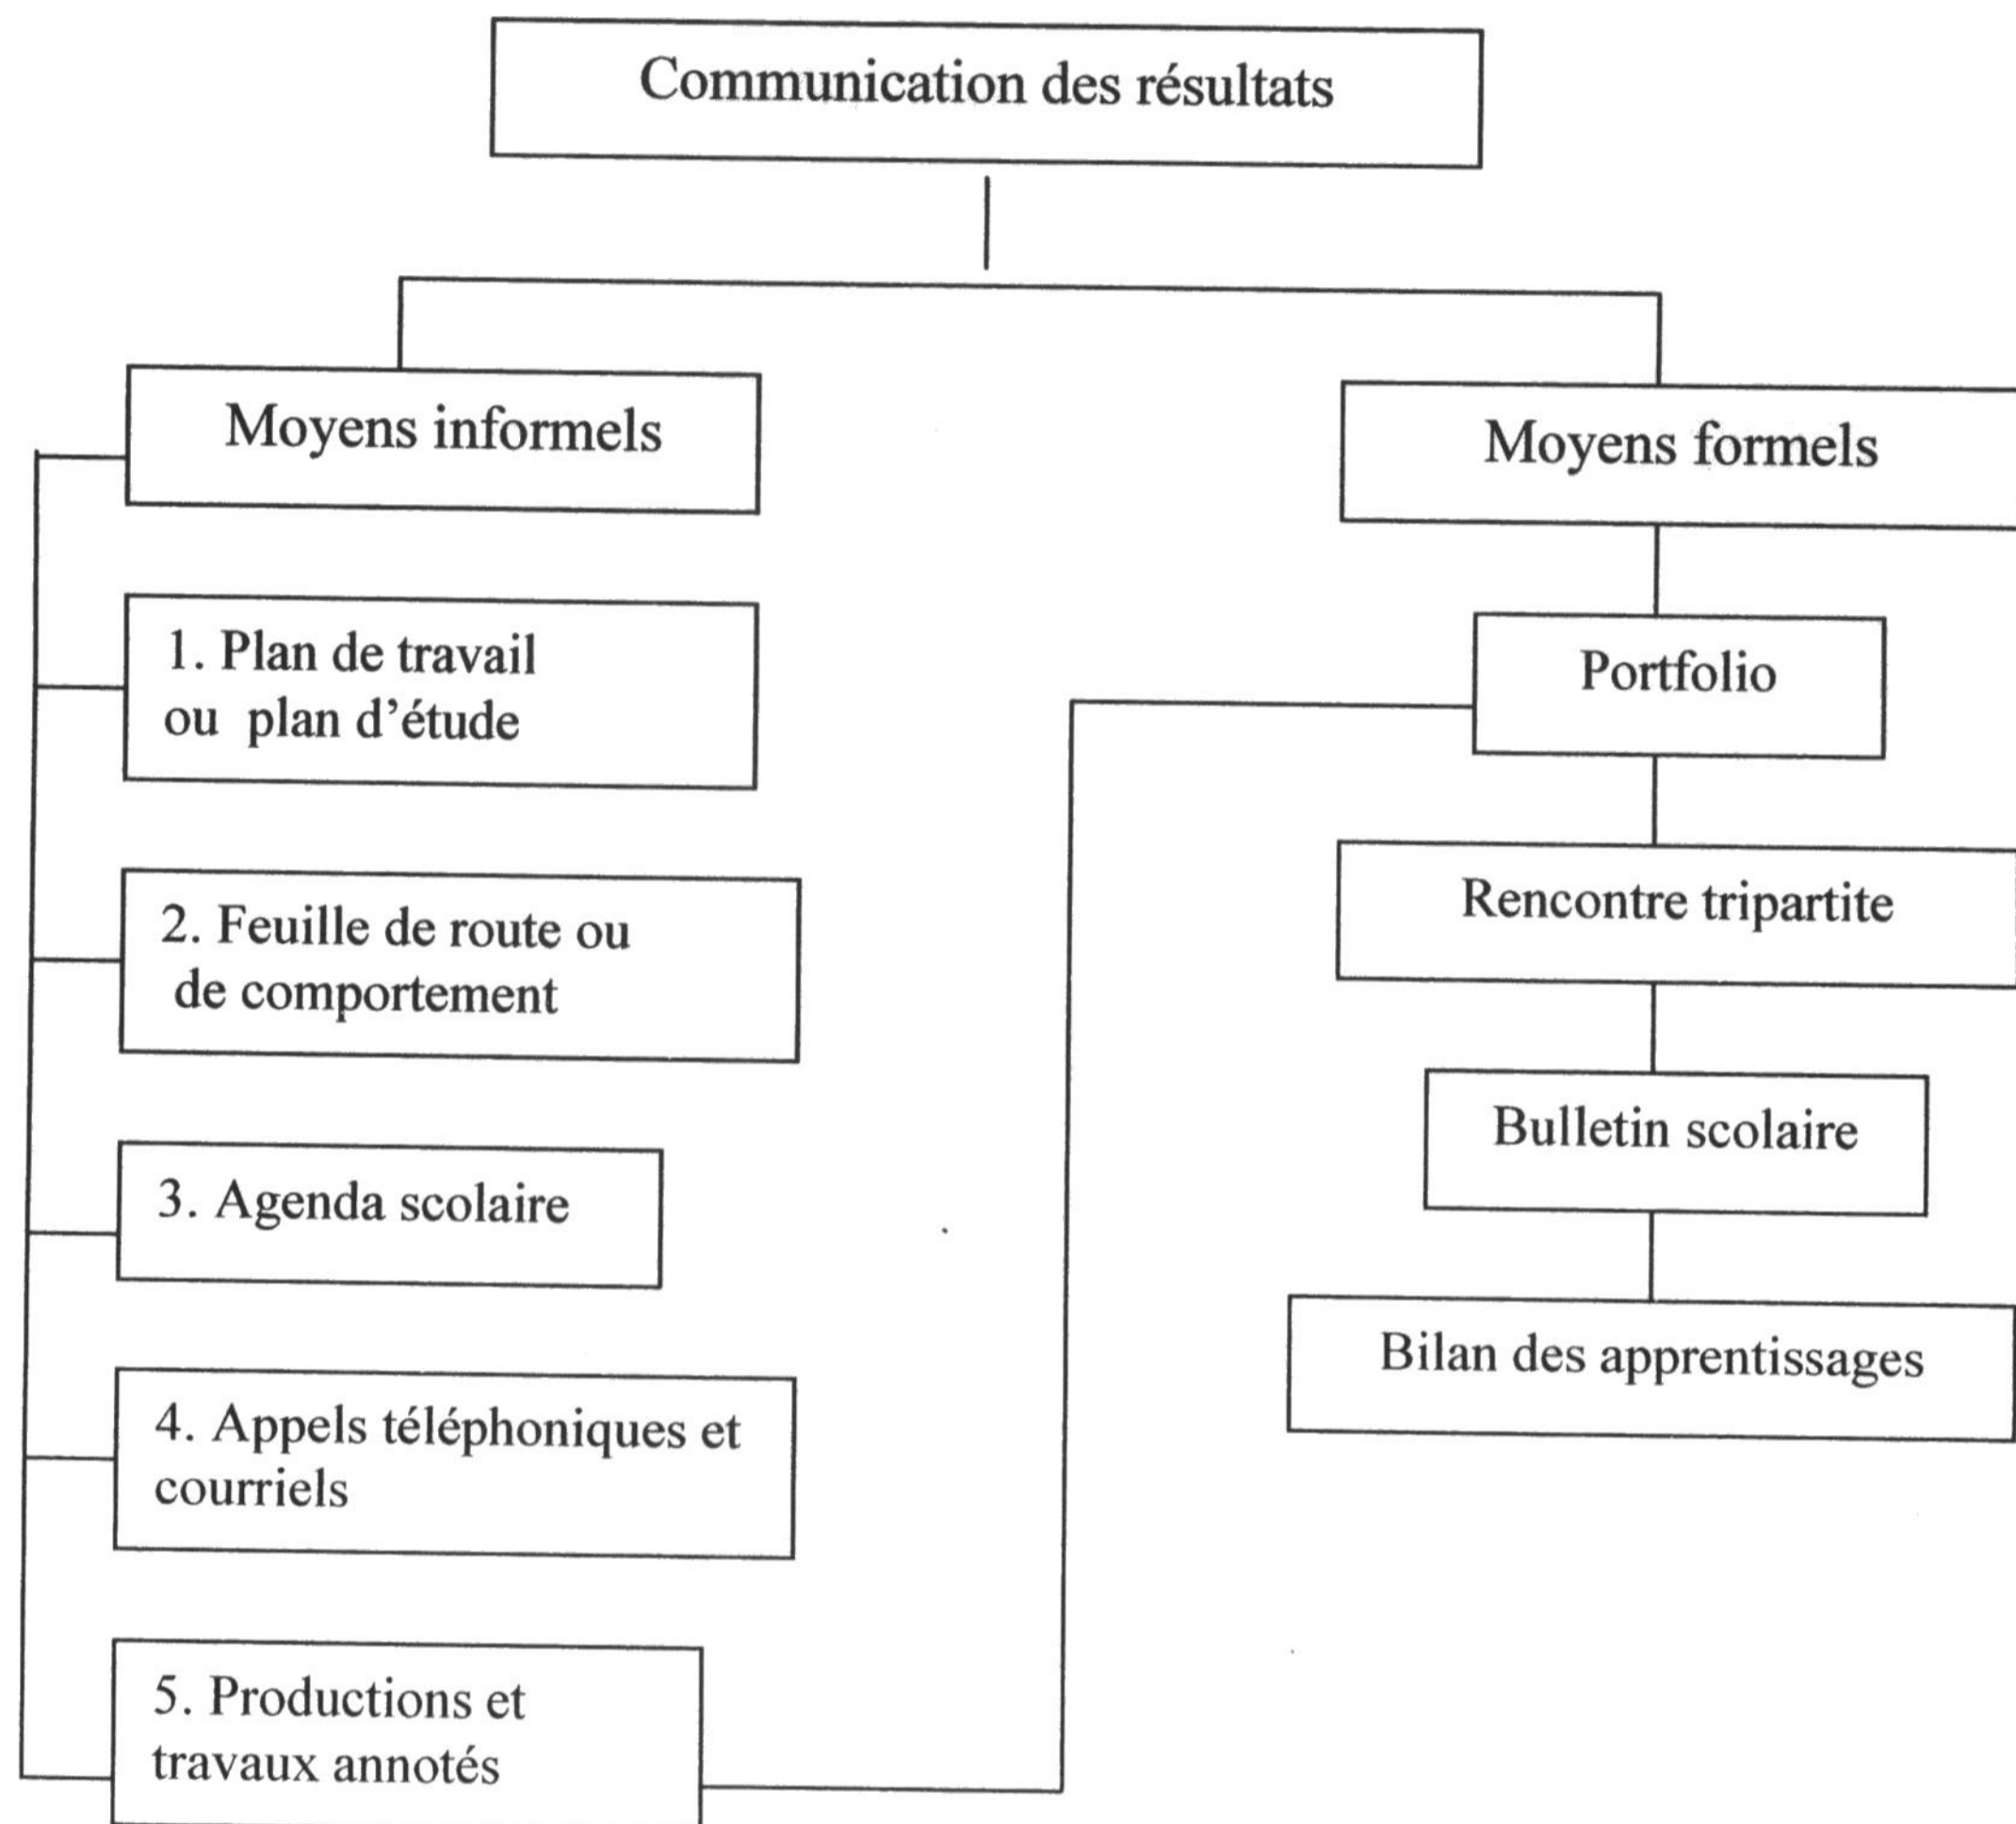 Communication des résultats
Moyens informels
Moyens formels
1. Plan de travail
ou plan d'étude
2. Feuille de route ou
de comportement
3. Agenda scolaire
4. Appels téléphoniques et
courriels
5. Productions et
travaux annotés
Portfolio
Rencontre tripartite
Bulletin scolaire
Bilan des apprentissages